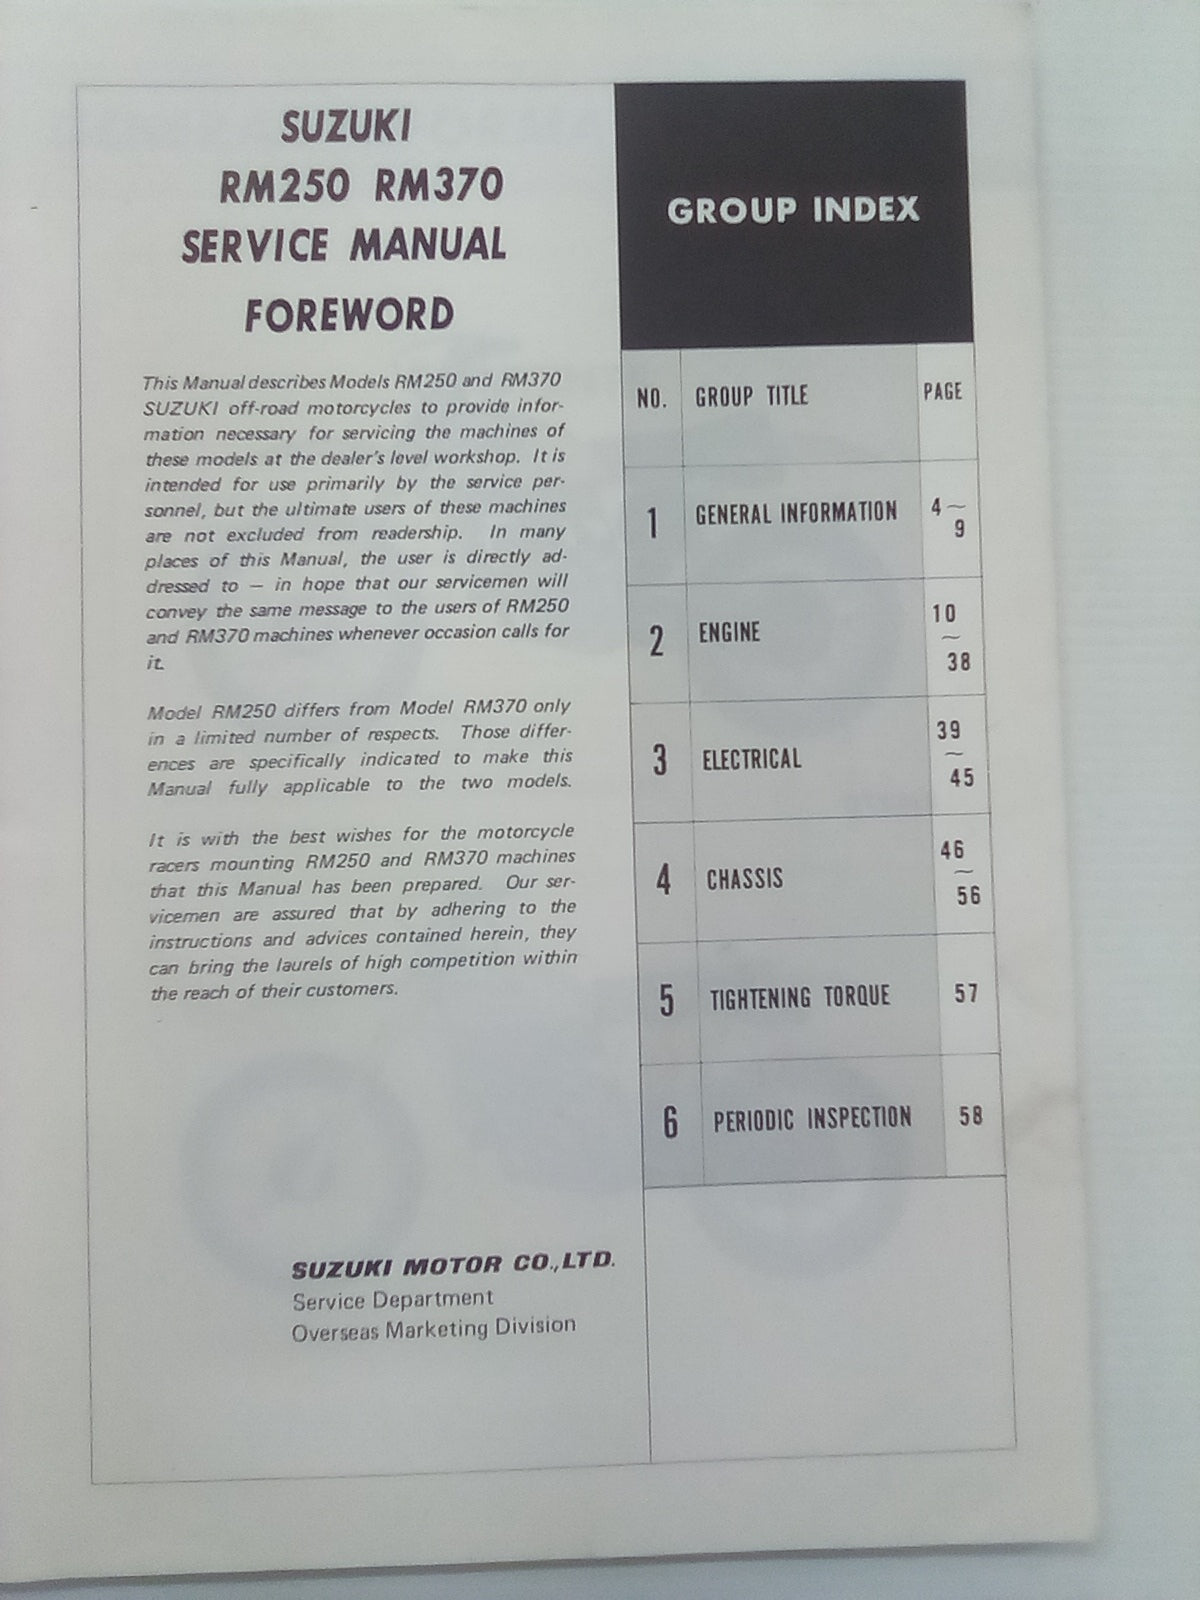 SUZUKI
RM250 RM370
SERVICE MANUAL
FOREWORD
This Manual describes Models RM250 and RM370
SUZUKI off-road motorcycles to provide infor-
mation necessary for servicing the machines of
these models at the dealer's level workshop. It is
intended for use primarily by the service per-
sonnel, but the ultimate users of these machines
are not excluded from readership. In many
places of this Manual, the user is directly ad-
dressed to — in hope that our servicemen will
convey the same message to the users of RM250
and RM370 machines whenever occasion calls for
it.
Model RM250 differs from Model RM370 only
in a limited number of respects. Those differ-
ences are specifically indicated to make this
Manual fully applicable to the two models.
It is with the best wishes for the motorcycle
racers mounting RM250 and RM370 machines
that this Manual has been prepared. Our ser-
vicemen are assured that by adhering to the
instructions and advices contained herein, they
can bring the laurels of high competition within
the reach of their customers.
SUZUKI MOTOR CO.,LTD.
Service Department
Overseas Marketing Division
GROUP INDEX
NO. GROUP TITLE PAGE
1 GENERAL INFORMATION 4~
9
2 ENGINE 10
~
38
3 ELECTRICAL 39
~
45
4 CHASSIS 46
~
56
5 TIGHTENING TORQUE 57
6 PERIODIC INSPECTION 58